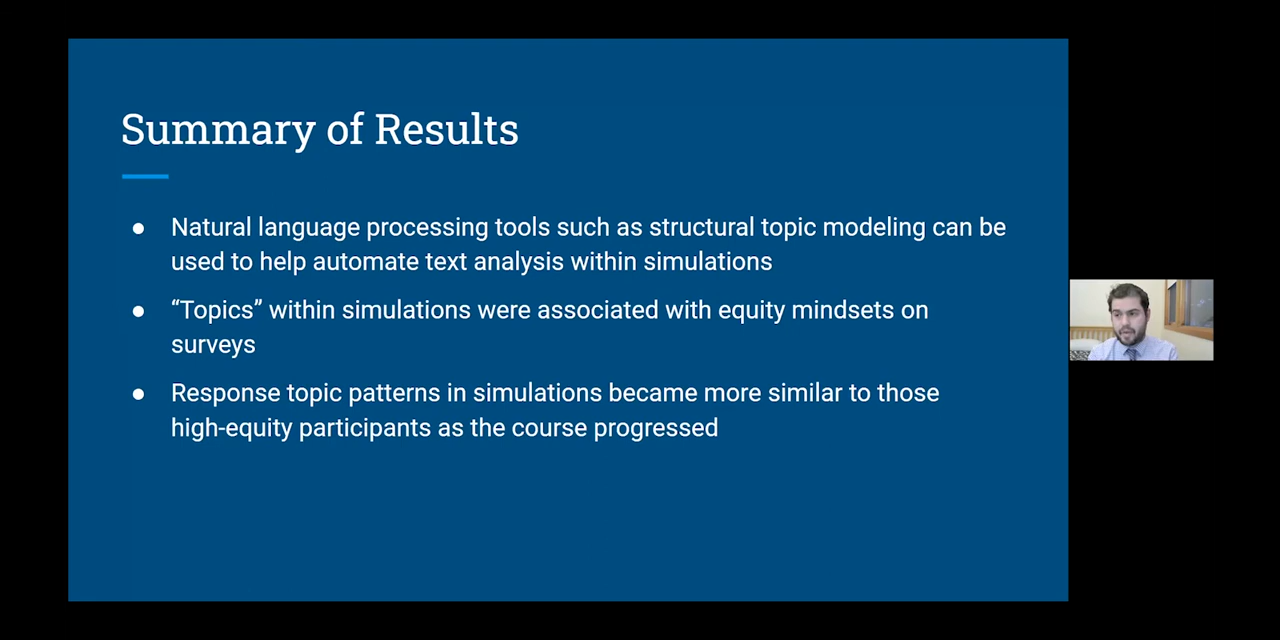 Summary of Results
● Natural language processing tools such as structural topic modeling can be
used to help automate text analysis within simulations
● “Topics” within simulations were associated with equity mindsets on
surveys
● Response topic patterns in simulations became more similar to those
high-equity participants as the course progressed